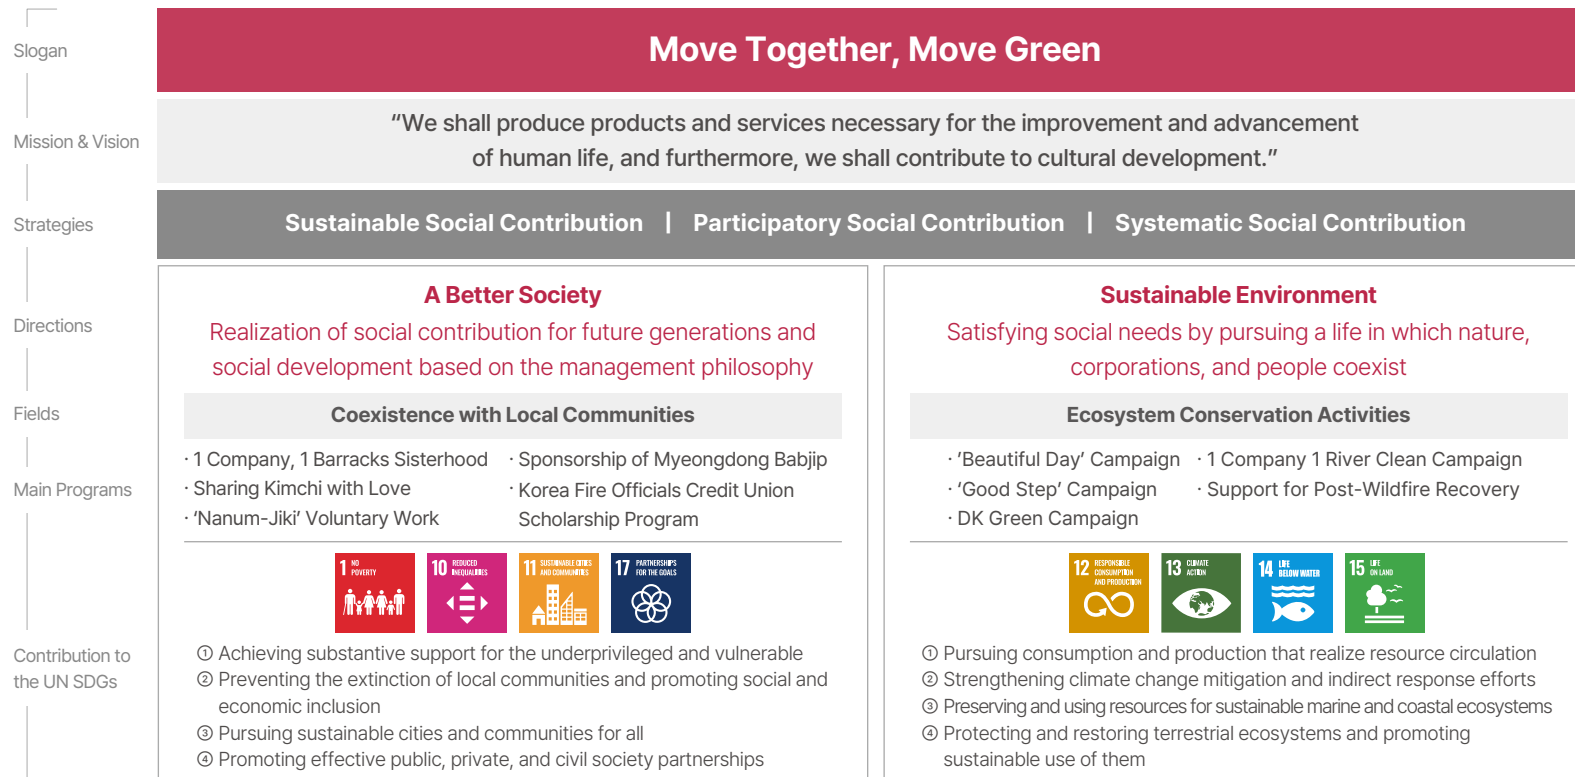 Slogan
Move Together, Move Green
Mission & Vision
“We shall produce products and services necessary for the improvement and advancement
of human life, and furthermore, we shall contribute to cultural development.”
Strategies
Sustainable Social Contribution | Participatory Social Contribution | Systematic Social Contribution
Directions
Fields
Main Programs
Contribution to
the UN SDGs
A Better Society
Realization of social contribution for future generations and
social development based on the management philosophy
Coexistence with Local Communities
· 1 Company, 1 Barracks Sisterhood
· Sharing Kimchi with Love
· ‘Nanum-Jiki’ Voluntary Work
· Sponsorship of Myeongdong Babjip
· Korea Fire Officials Credit Union
Scholarship Program
1 NO
POVERTY
10 REDUCED
INEQUALITIES
11 SUSTAINABLE CITIES
AND COMMUNITIES
17 PARTNERSHIPS
FOR THE GOALS
① Achieving substantive support for the underprivileged and vulnerable
② Preventing the extinction of local communities and promoting social and
economic inclusion
③ Pursuing sustainable cities and communities for all
④ Promoting effective public, private, and civil society partnerships
Sustainable Environment
Satisfying social needs by pursuing a life in which nature,
corporations, and people coexist
Ecosystem Conservation Activities
· ‘Beautiful Day’ Campaign
· ‘Good Step’ Campaign
· DK Green Campaign
· 1 Company 1 River Clean Campaign
· Support for Post-Wildfire Recovery
12 RESPONSIBLE
CONSUMPTION
AND PRODUCTION
13 CLIMATE
ACTION
14 LIFE
BELOW WATER
15 LIFE
ON LAND
① Pursuing consumption and production that realize resource circulation
② Strengthening climate change mitigation and indirect response efforts
③ Preserving and using resources for sustainable marine and coastal ecosystems
④ Protecting and restoring terrestrial ecosystems and promoting
sustainable use of them